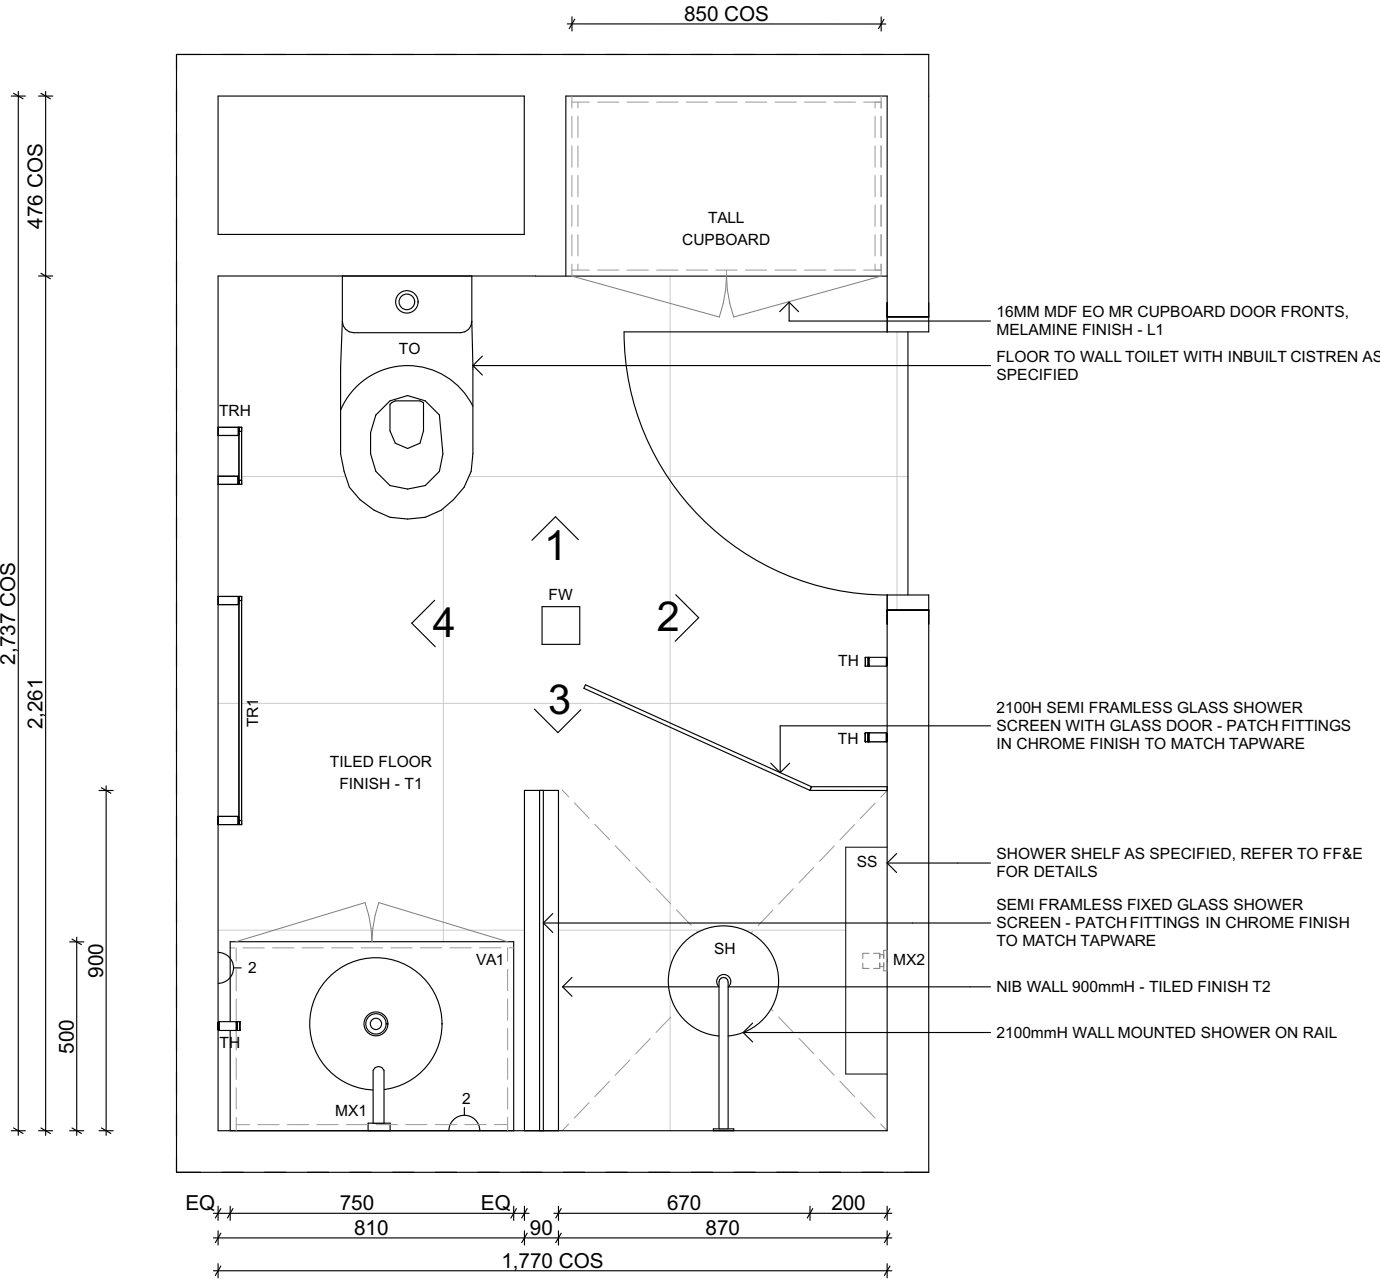 850 COS
476 COS
2,737 COS
2,261
900
500
TALL
CUPBOARD
16MM MDF EO MR CUPBOARD DOOR FRONTS,
MELAMINE FINISH - L1
FLOOR TO WALL TOILET WITH INBUILT CISTREN AS
SPECIFIED
TO
TRH
1
FW
4
2
3
TH
TH
TR1
2100H SEMI FRAMLESS GLASS SHOWER
SCREEN WITH GLASS DOOR - PATCH FITTINGS
IN CHROME FINISH TO MATCH TAPWARE
TILED FLOOR
FINISH - T1
SS
SHOWER SHELF AS SPECIFIED, REFER TO FF&E
FOR DETAILS
SEMI FRAMLESS FIXED GLASS SHOWER
SCREEN - PATCH FITTINGS IN CHROME FINISH
TO MATCH TAPWARE
SH
VA1
2
MX2
NIB WALL 900mmH - TILED FINISH T2
TH
2100mmH WALL MOUNTED SHOWER ON RAIL
MX1
2
EQ
750
EQ
670
200
810
90
870
1,770 COS